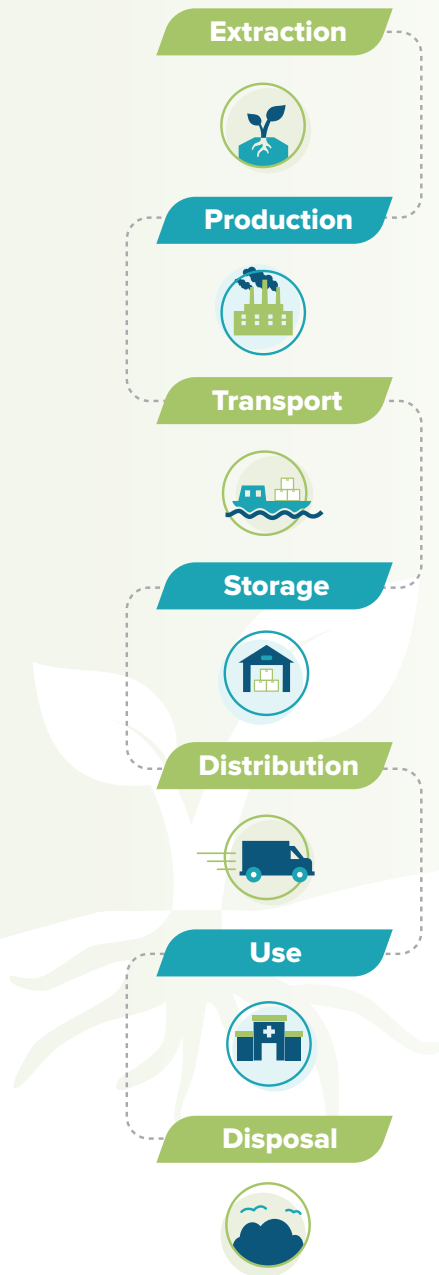 Extraction
Production
Transport
Storage
Distribution
Use
Disposal